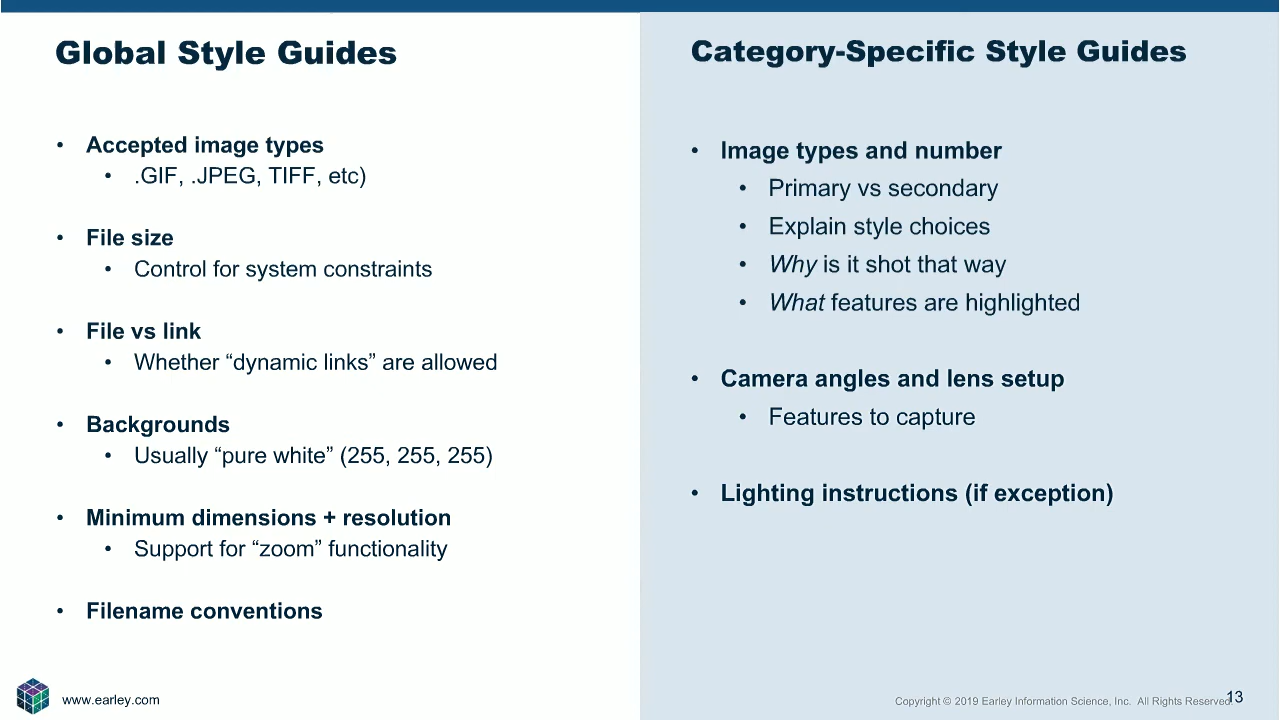 Global Style Guides
• Accepted image types
• .GIF, .JPEG, TIFF, etc)
• File size
• Control for system constraints
• File vs link
• Whether “dynamic links” are allowed
• Backgrounds
• Usually “pure white” (255, 255, 255)
• Minimum dimensions + resolution
• Support for “zoom” functionality
• Filename conventions
Category-Specific Style Guides
• Image types and number
• Primary vs secondary
• Explain style choices
• Why is it shot that way
• What features are highlighted
• Camera angles and lens setup
• Features to capture
• Lighting instructions (if exception)
www.earley.com
Copyright © 2019 Earley Information Science, Inc. All Rights Reserved.
13